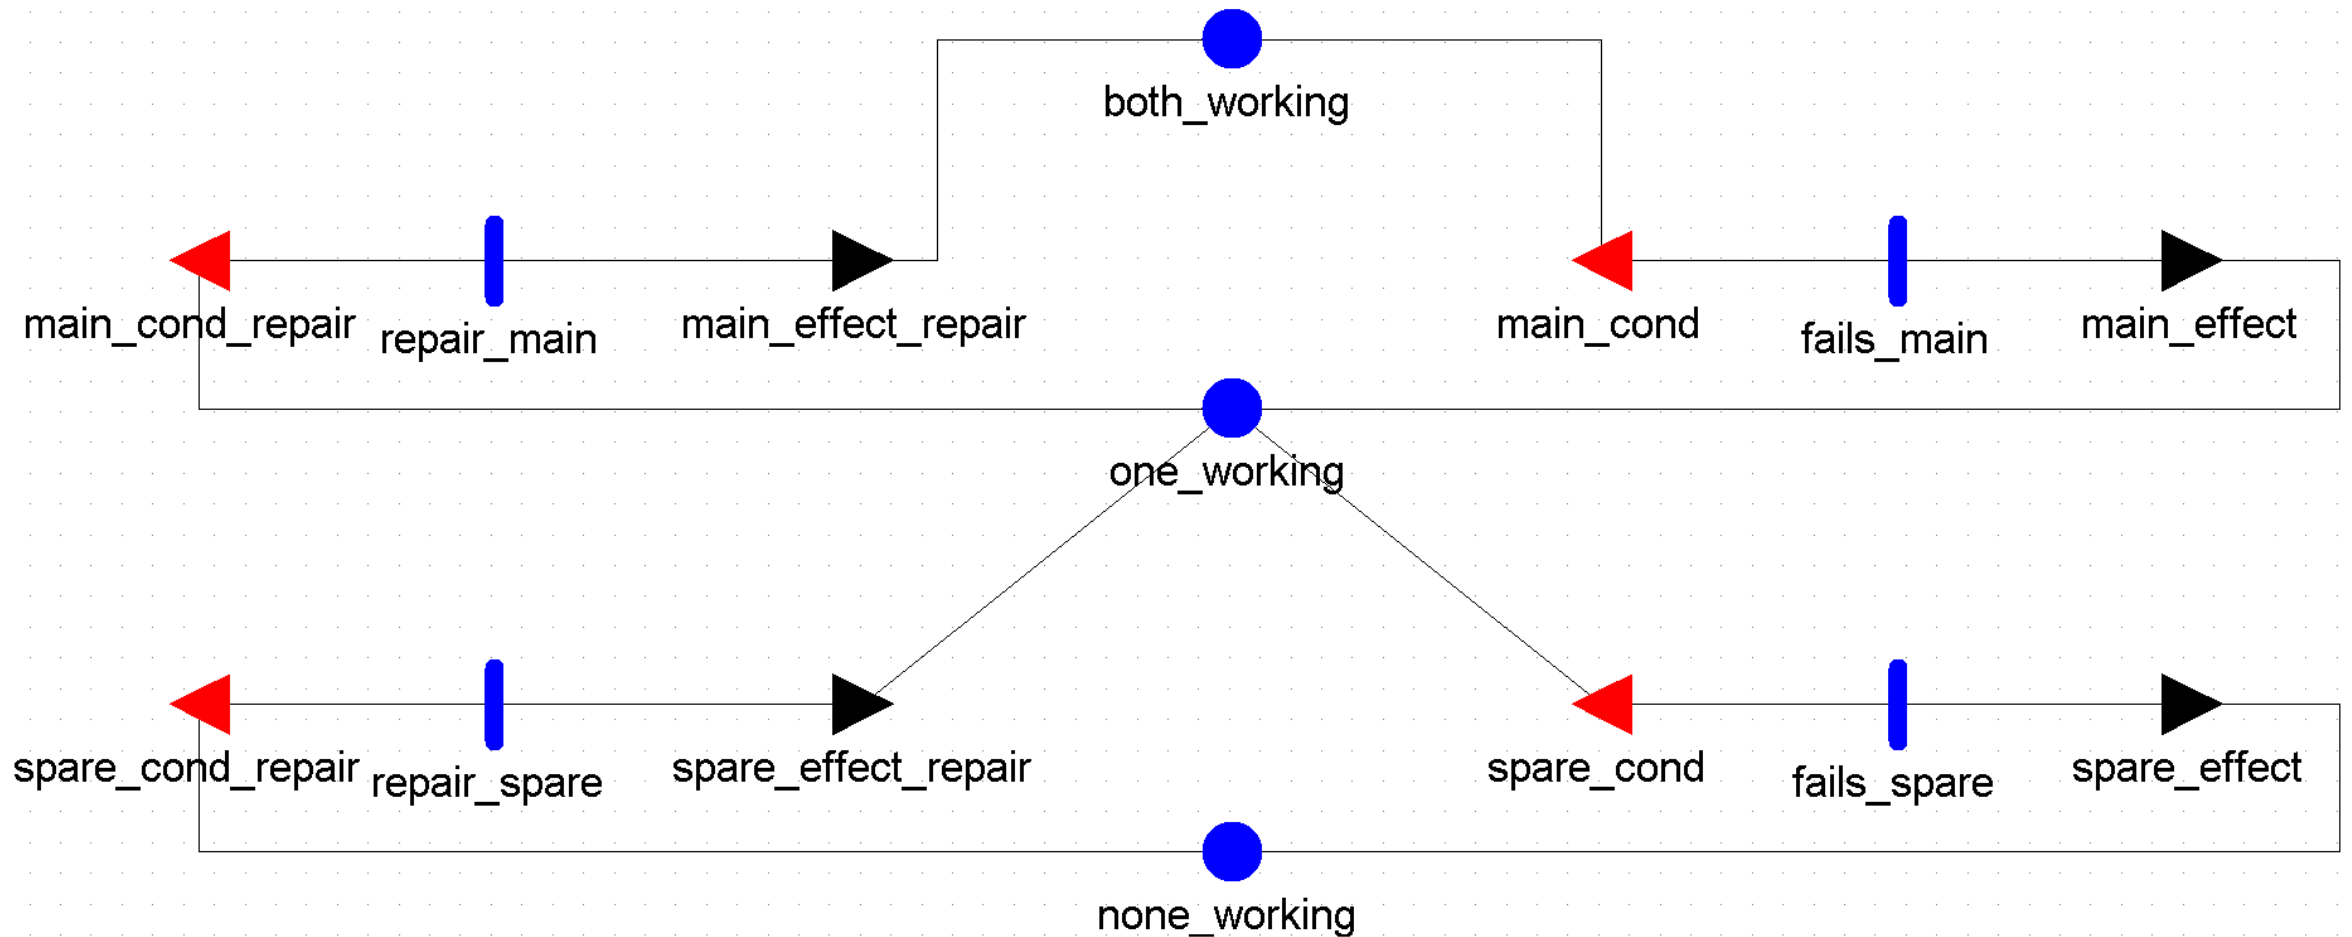 both_working
main_cond_repair
repair_main
main_effect_repair
main_cond
fails_main
main_effect
one_working
spare_cond_repair
repair_spare
spare_effect_repair
spare_cond
fails_spare
spare_effect
none_working